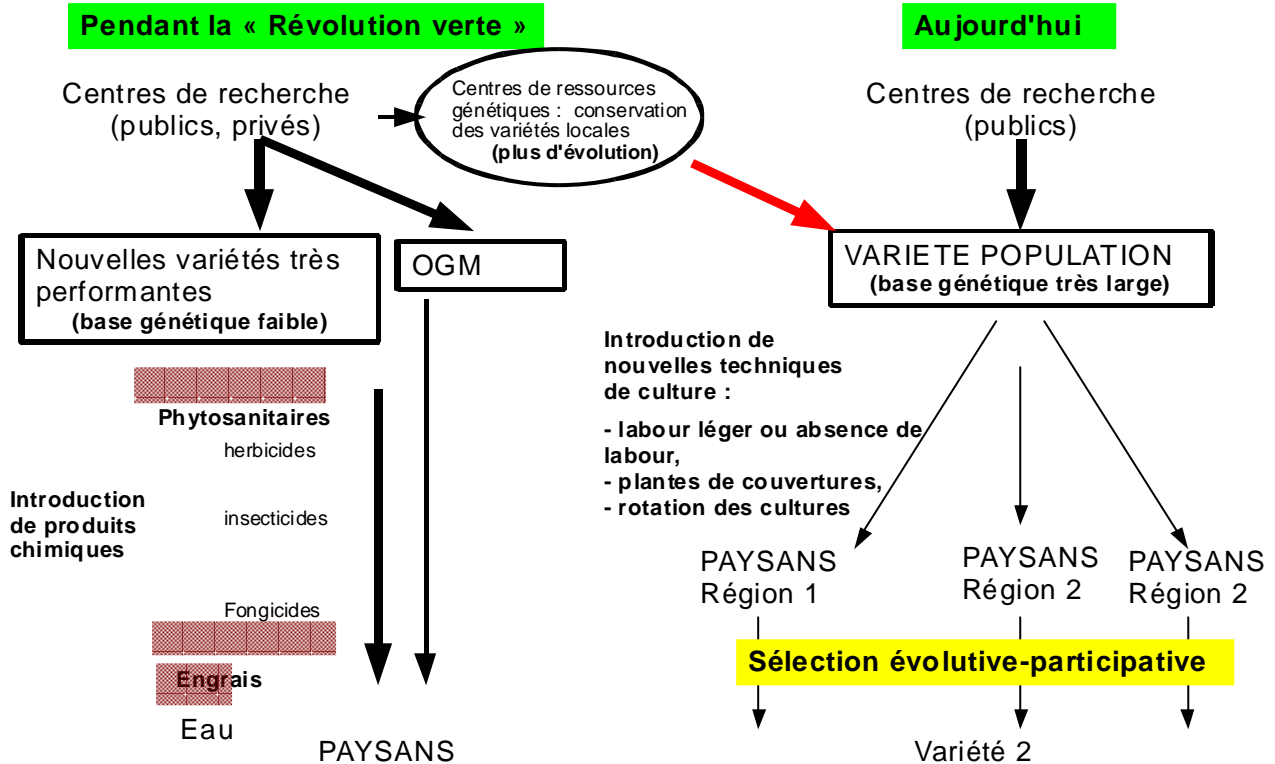 Pendant la « Révolution verte »
Aujourd'hui
Centres de recherche
(publics, privés)
Centres de ressources
génétiques : conservation
des variétés locales
(plus d'évolution)
Centres de recherche
(publics)
Nouvelles variétés très
performantes
(base génétique faible)
OGM
VARIETE POPULATION
(base génétique très large)
Introduction de
nouvelles techniques
de culture :
- labour léger ou absence de
labour,
- plantes de couvertures,
- rotation des cultures
Phytosanitaires
herbicides
Introduction
de produits
chimiques
insecticides
Fongicides
Engrais
Eau
PAYSANS
PAYSANS
Région 1
PAYSANS
Région 2
PAYSANS
Région 2
Sélection évolutive-participative
Variété 2